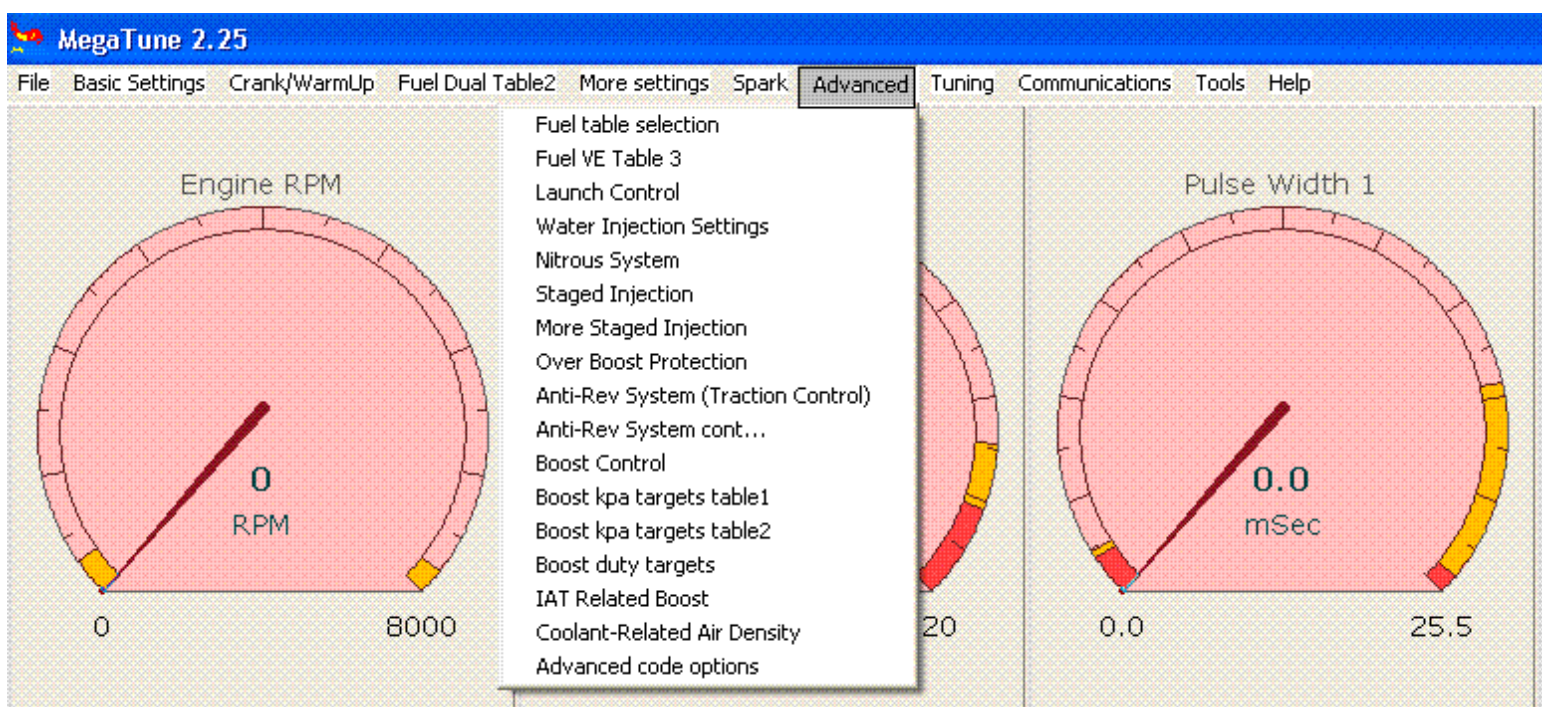 MegaTune 2.25
File Basic Settings Crank/WarmUp Fuel Dual Table2 More settings Spark Advanced Tuning Communications Tools Help
Fuel table selection
Fuel VE Table 3
Launch Control
Water Injection Settings
Nitrous System
Staged Injection
More Staged Injection
Over Boost Protection
Anti-Rev System (Traction Control)
Anti-Rev System cont...
Boost Control
Boost kpa targets table1
Boost kpa targets table2
Boost duty targets
IAT Related Boost
Coolant-Related Air Density
Advanced code options
Engine RPM
0
RPM
0 8000
20
Pulse Width 1
0.0
mSec
0.0 25.5